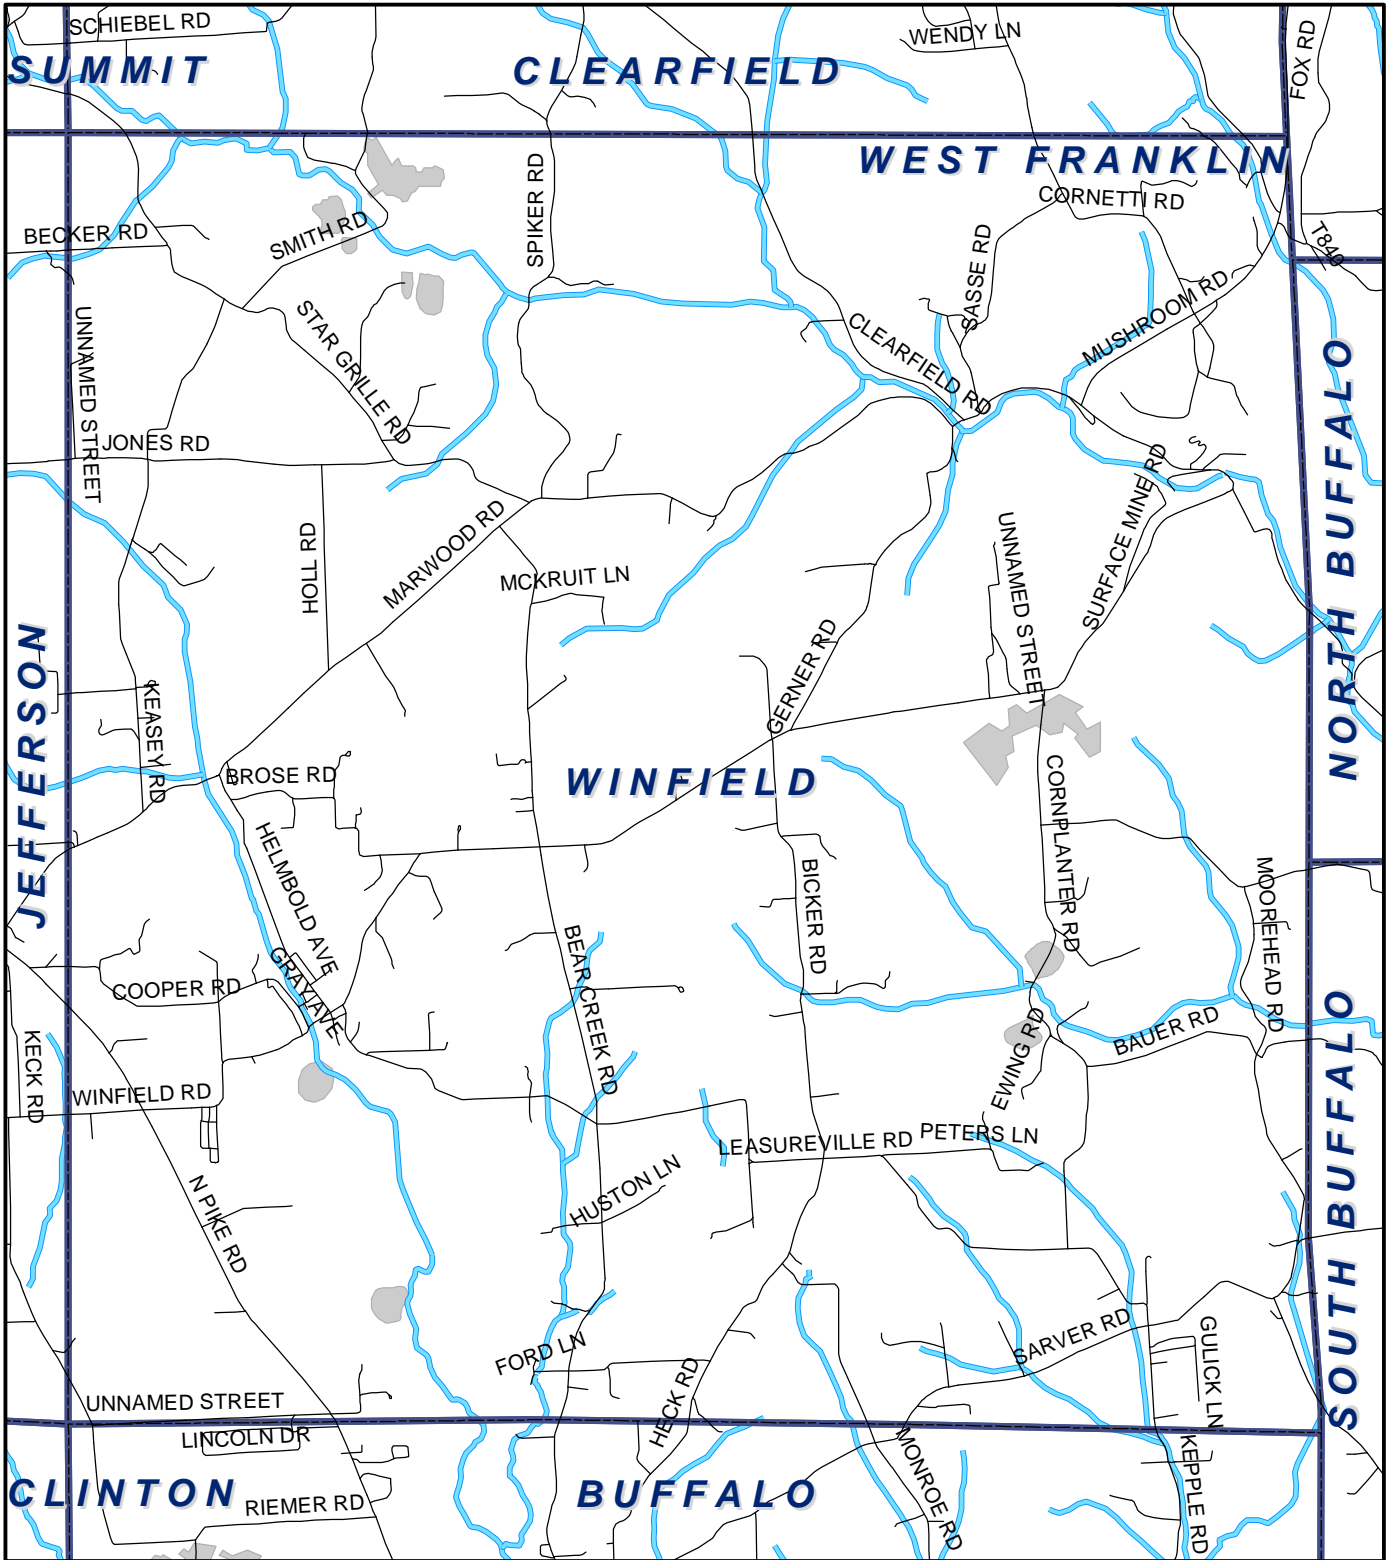 SCHIEBEL RD
WENDY LN
FOX RD
SUMMIT
CLEARFIELD
WEST FRANKLIN
CORNETTI RD
SPIKER RD
BECKER RD
SMITH RD
T840
SASSE RD
MUSHROOM RD
UNNAMED STREET
STAR GRILLE RD
CLEARFIELD RD
NORTH BUFFALO
JONES RD
SURFACE MINE RD
MARWOOD RD
HOLL RD
UNNAMED STREET
MCKRUIT LN
JEFFERSON
GERNER RD
KEASEY RD
BROSE RD
WINFIELD
CORNPLANTER RD
HELMBOLD AVE
BICKER RD
MOOREHEAD RD
BEAR CREEK RD
GRAY AVE
COOPER RD
SOUTH BUFFALO
KECK RD
EWING RD
BAUER RD
WINFIELD RD
LEASUREVILLE RD
PETERS LN
HUSTON LN
N PIKE RD
SARVER RD
GULICK LN
FORD LN
HECK RD
UNNAMED STREET
LINCOLN DR
MONROE RD
KEPPLE RD
CLINTON
BUFFALO
RIEMER RD